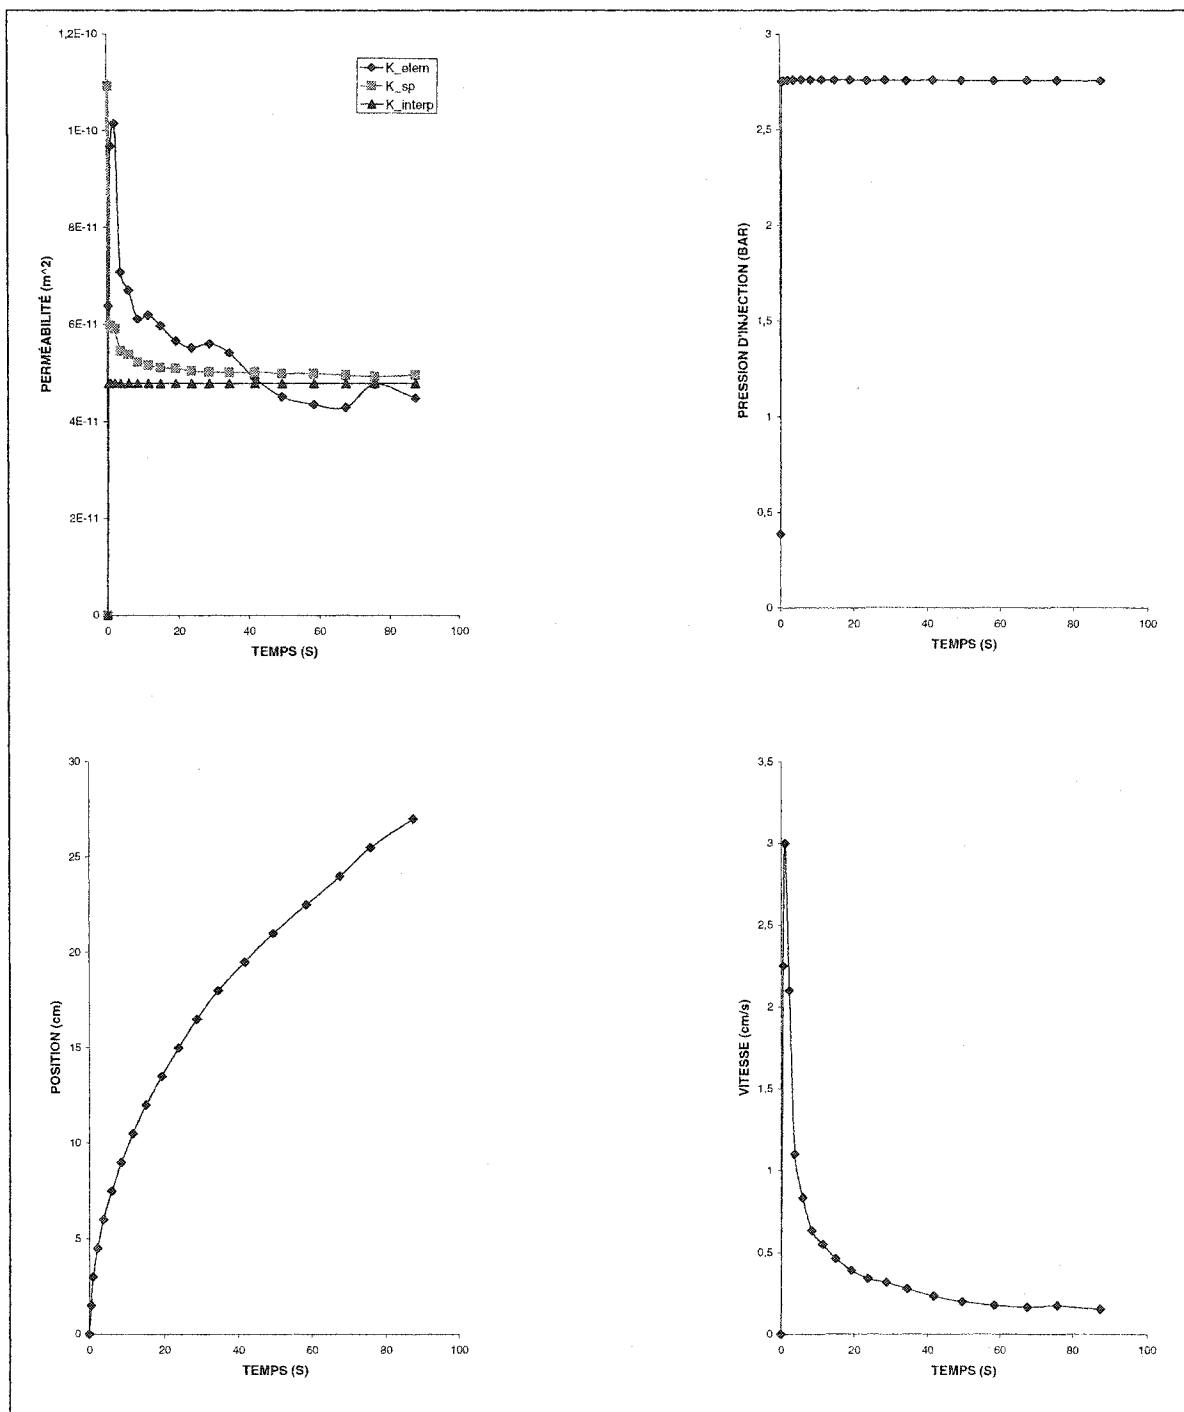 1,2E-10
K_elem
K_sp
K_interp
1E-10
8E-11
6E-11
4E-11
2E-11
0
0
20
40
60
80
100
PERMÉABILITÉ (m^2)
TEMPS (S)
3
2,5
2
1,5
1
0,5
0
0
20
40
60
80
100
PRESSION D'INJECTION (BAR)
TEMPS (S)
30
25
20
15
10
5
0
0
20
40
60
80
100
POSITION (cm)
TEMPS (S)
3,5
3
2,5
2
1,5
1
0,5
0
0
20
40
60
80
100
VITESSE (cm/s)
TEMPS (S)